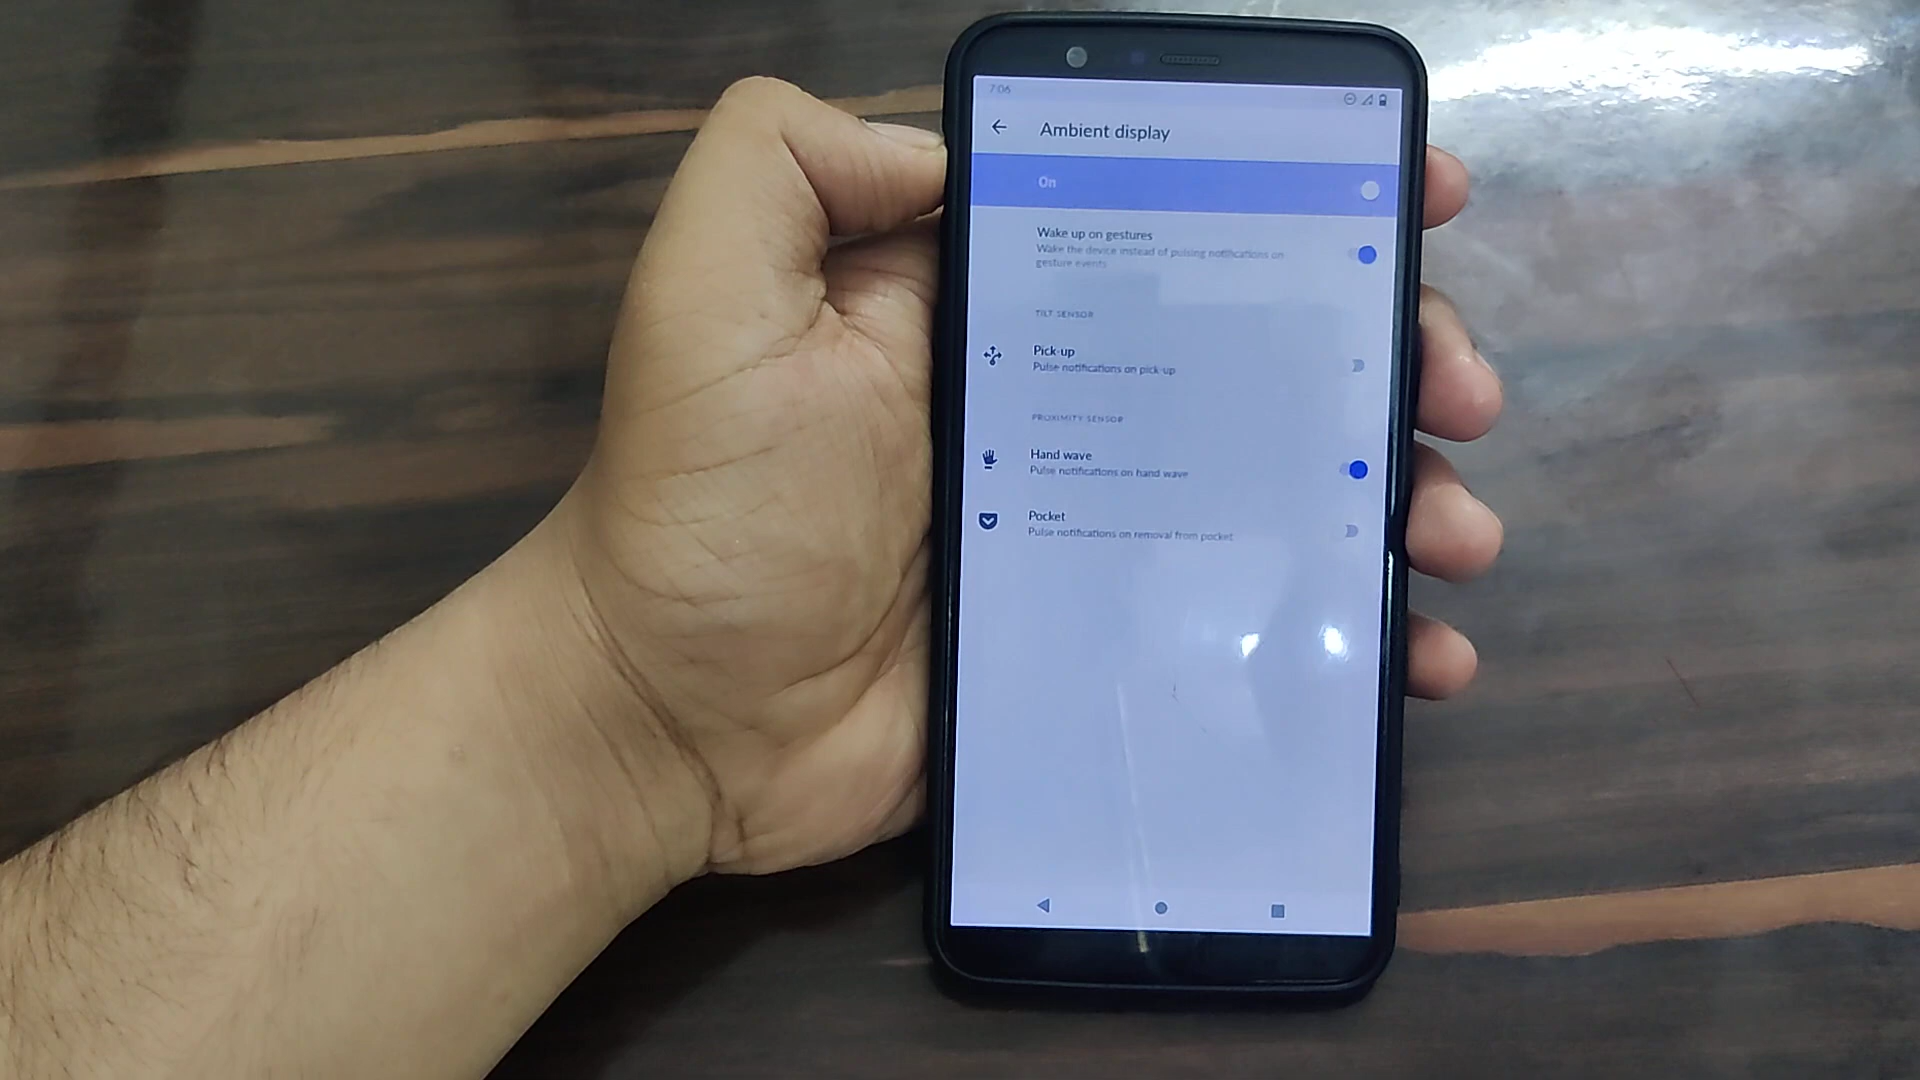 7:06
Ambient display
On
Wake up on gestures
Wake the device instead of pulsing notifications on
gesture events
TILT SENSOR
Pick-up
Pulse notifications on pick-up
PROXIMITY SENSOR
Hand wave
Pulse notifications on hand wave
Pocket
Pulse notifications on removal from pocket